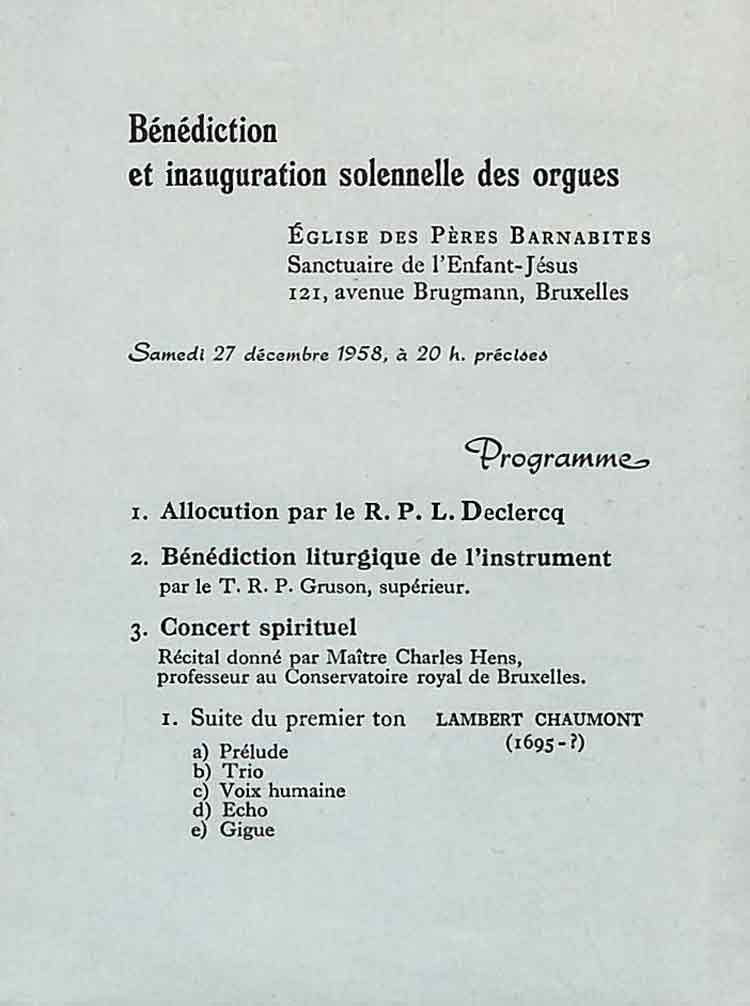 Bénédiction
et inauguration solennelle des orgues
ÉGLISE DES PÈRES BARNABITES
Sanctuaire de l'Enfant-Jésus
121, avenue Brugmann, Bruxelles
Samedi 27 décembre 1958, à 20 h. précises
Programme
1. Allocution par le R. P. L. Declercq
2. Bénédiction liturgique de l'instrument
par le T. R. P. Gruson, supérieur.
3. Concert spirituel
Récital donné par Maître Charles Hens,
professeur au Conservatoire royal de Bruxelles.
1. Suite du premier ton LAMBERT CHAUMONT
(1695-?)
a) Prélude
b) Trio
c) Voix humaine
d) Echo
e) Gigue